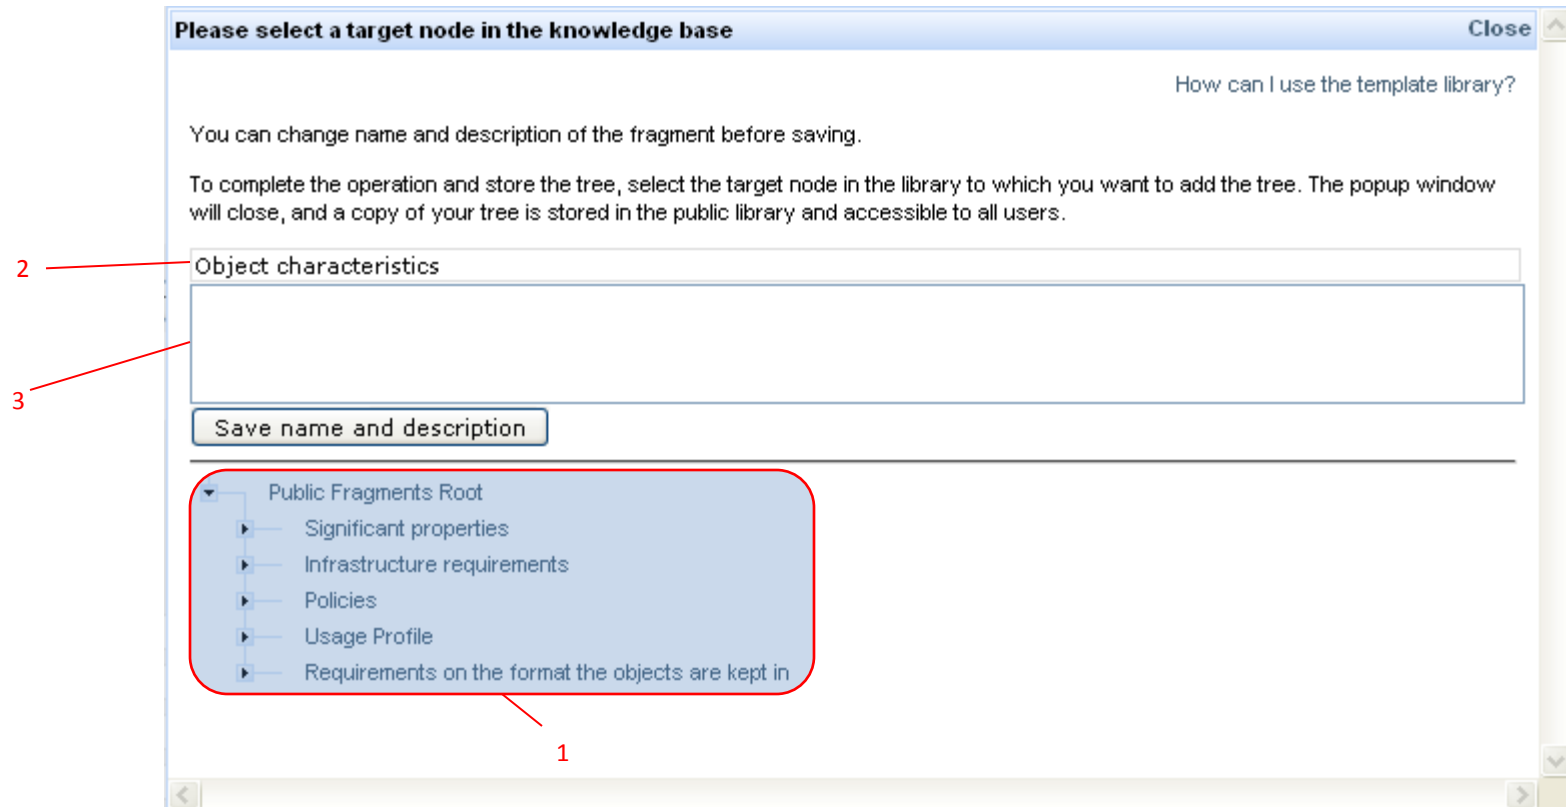 Please select a target node in the knowledge base Close
How can I use the template library?
You can change name and description of the fragment before saving.
To complete the operation and store the tree, select the target node in the library to which you want to add the tree. The popup window
will close, and a copy of your tree is stored in the public library and accessible to all users.
2
Object characteristics
3
Save name and description
Public Fragments Root
Significant properties
Infrastructure requirements
Policies
Usage Profile
Requirements on the format the objects are kept in
1